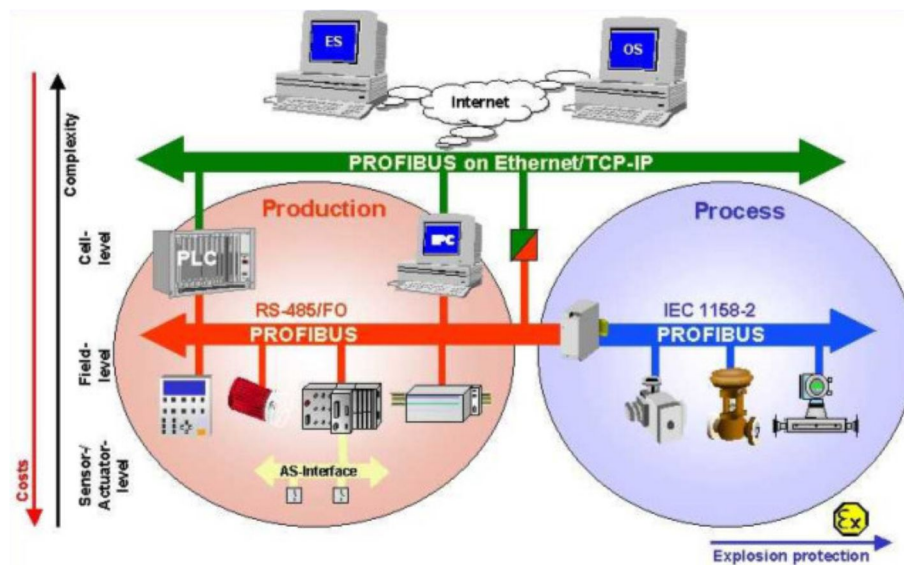 ES
OS
Internet
PROFIBUS on Ethernet/TCP-IP
Complexity
Costs
Production
Process
Cell-
level
PLC
RS-485/FO
IEC 1158-2
PROFIBUS
PROFIBUS
Field-
level
Sensor-/
Actuator-
level
AS-Interface
Ex
Explosion protection